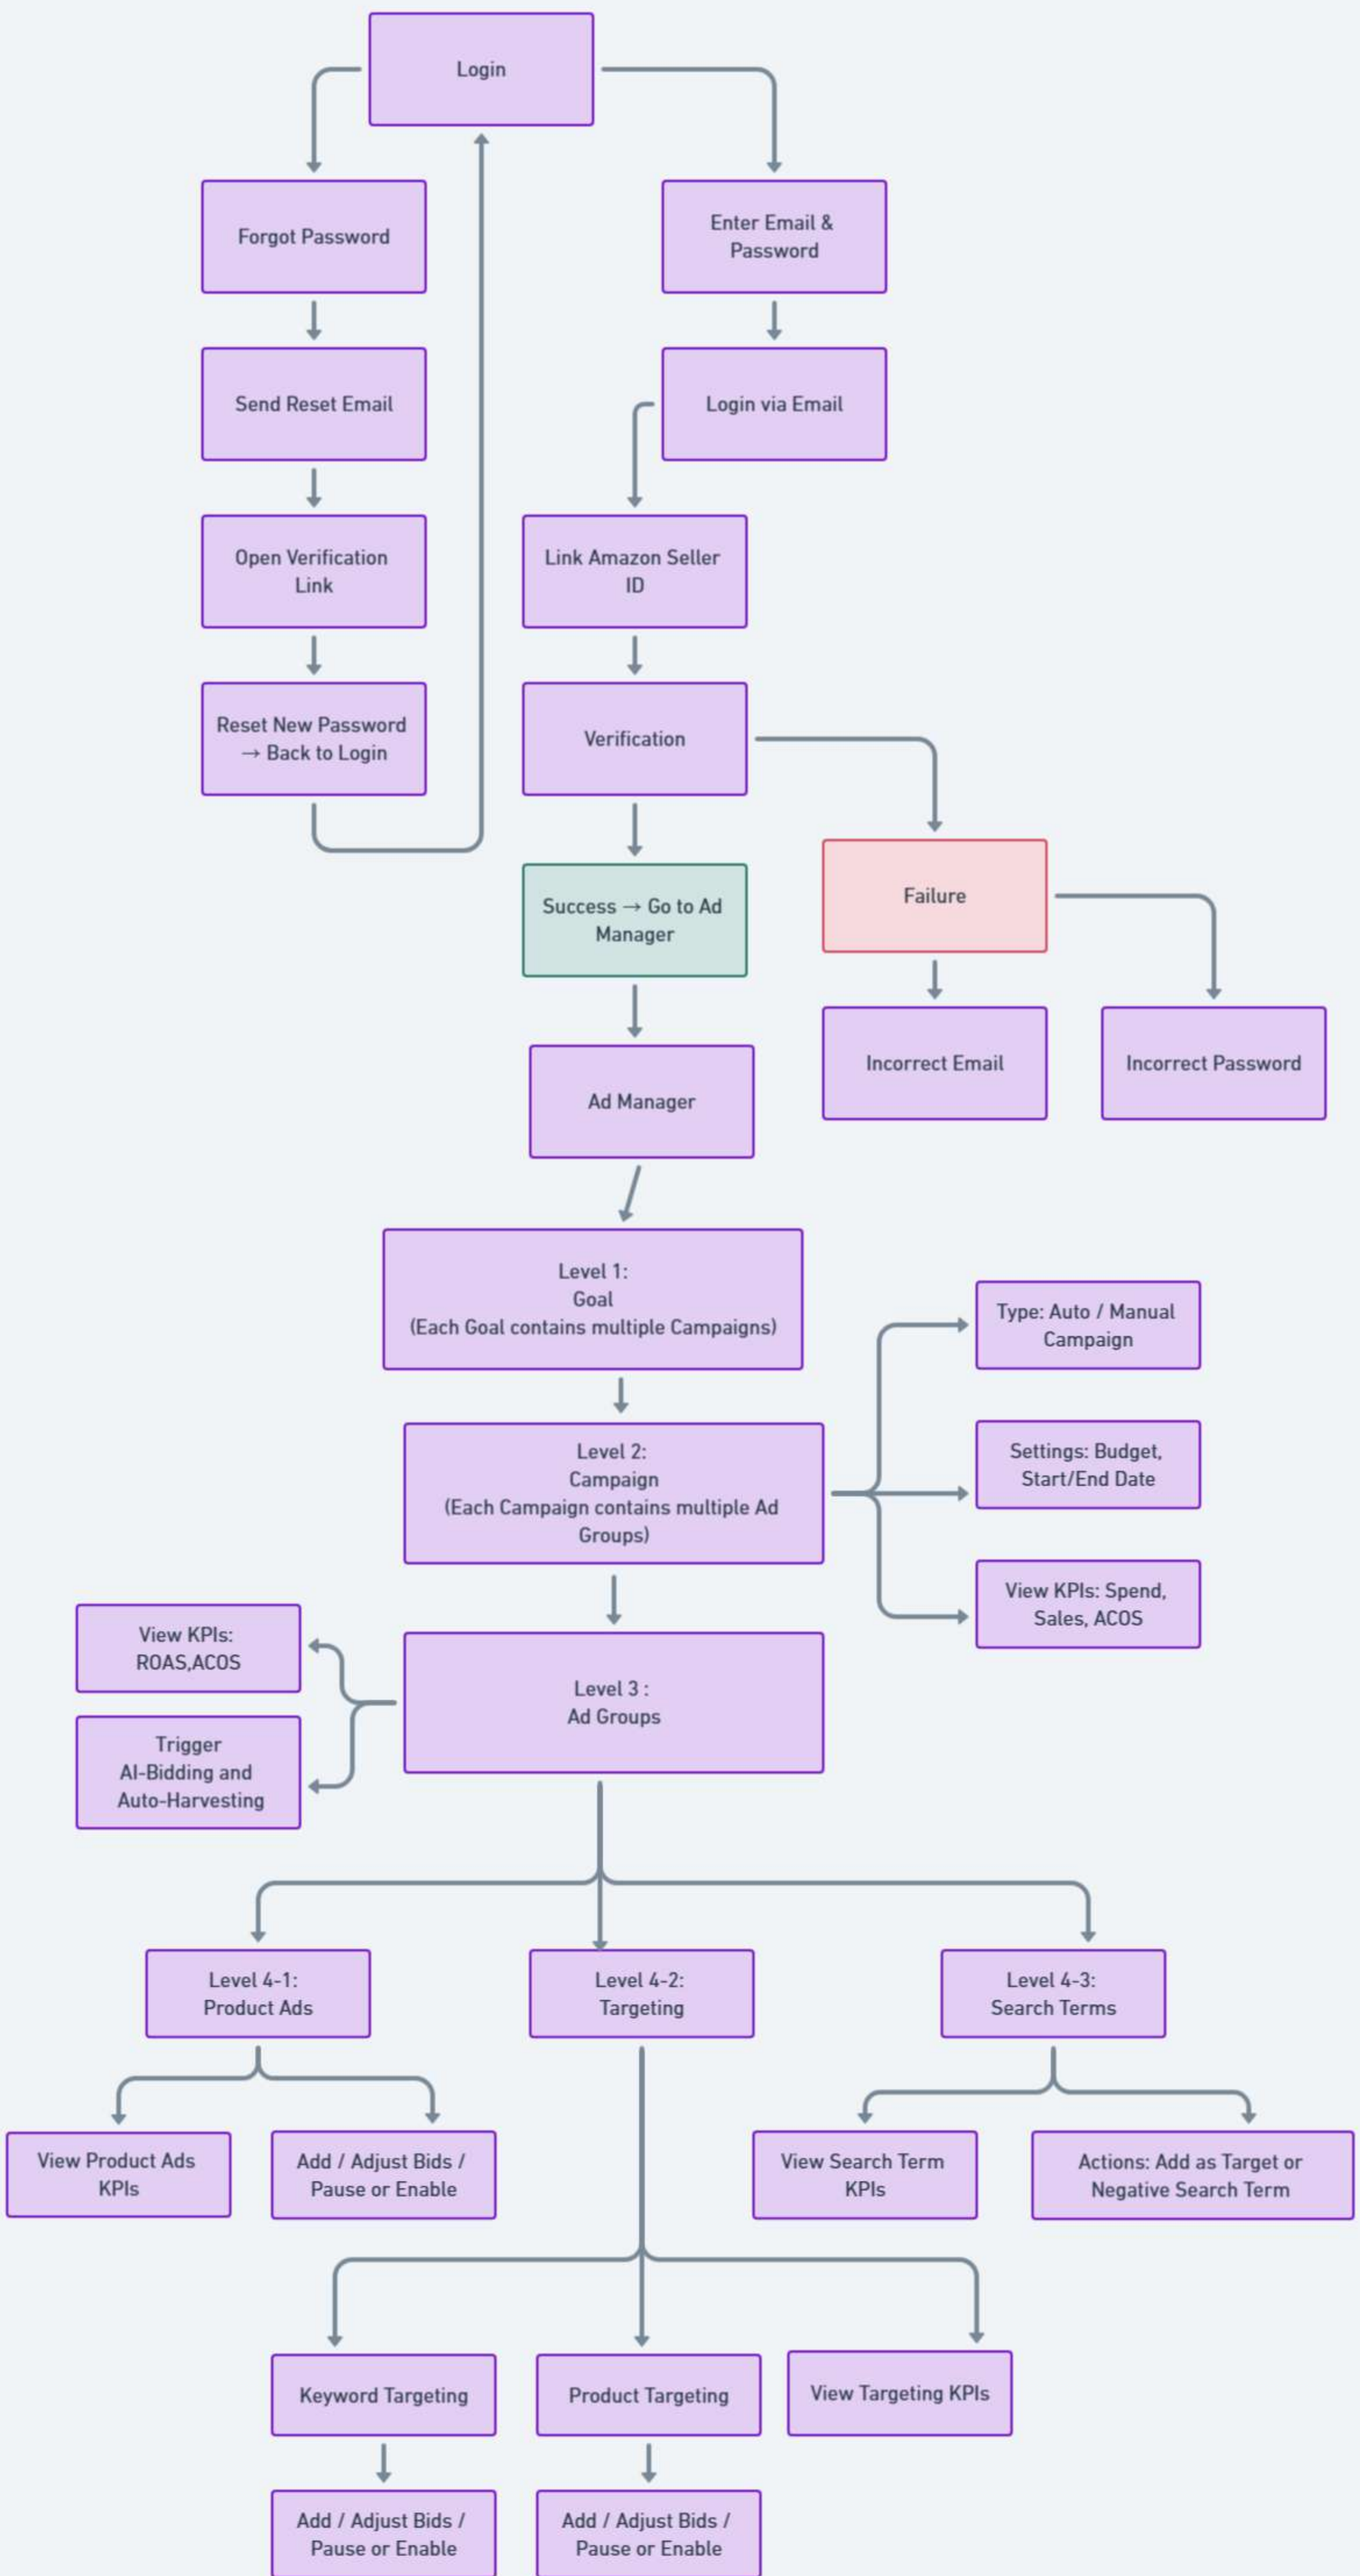 Login
Forgot Password
Enter Email &
Password
Send Reset Email
Login via Email
Open Verification
Link
Link Amazon Seller
ID
Reset New Password
→ Back to Login
Verification
Success → Go to Ad
Manager
Failure
Incorrect Email
Incorrect Password
Ad Manager
Level 1:
Goal
(Each Goal contains multiple Campaigns)
Type: Auto / Manual
Campaign
Level 2:
Campaign
(Each Campaign contains multiple Ad
Groups)
Settings: Budget,
Start/End Date
View KPIs: Spend,
Sales, ACOS
View KPIs:
ROAS,ACOS
Level 3 :
Ad Groups
Trigger
AI-Bidding and
Auto-Harvesting
Level 4-1:
Product Ads
Level 4-2:
Targeting
Level 4-3:
Search Terms
View Product Ads
KPIs
Add / Adjust Bids /
Pause or Enable
View Search Term
KPIs
Actions: Add as Target or
Negative Search Term
Keyword Targeting
Product Targeting
View Targeting KPIs
Add / Adjust Bids /
Pause or Enable
Add / Adjust Bids /
Pause or Enable